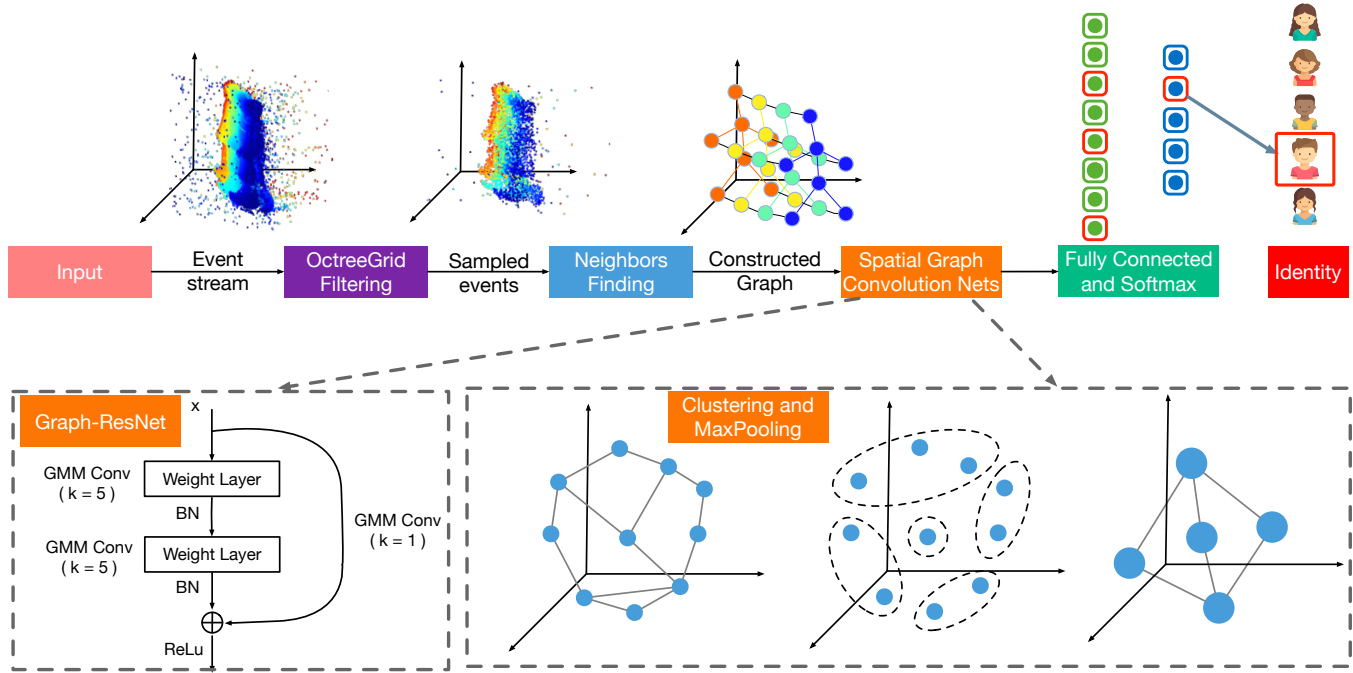 Input
Event
stream
OctreeGrid
Filtering
Sampled
events
Neighbors
Finding
Constructed
Graph
Spatial Graph
Convolution Nets
Fully Connected
and Softmax
Identity
Graph-ResNet
x
GMM Conv
( k = 5 )
Weight Layer
BN
GMM Conv
( k = 1 )
GMM Conv
( k = 5 )
Weight Layer
BN
ReLu
Clustering and
MaxPooling